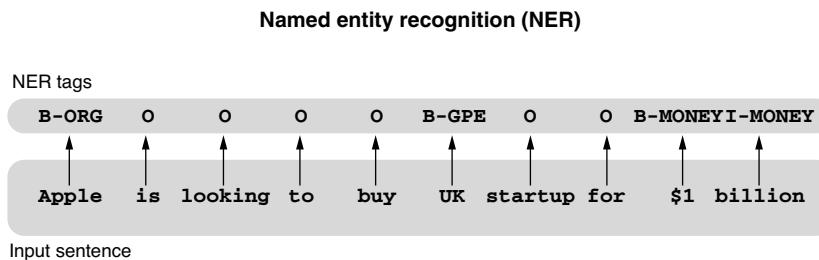 Named entity recognition (NER)
NER tags
B-ORG O O O O B-GPE O O B-MONEY I-MONEY
Apple is looking to buy UK startup for $1 billion
Input sentence